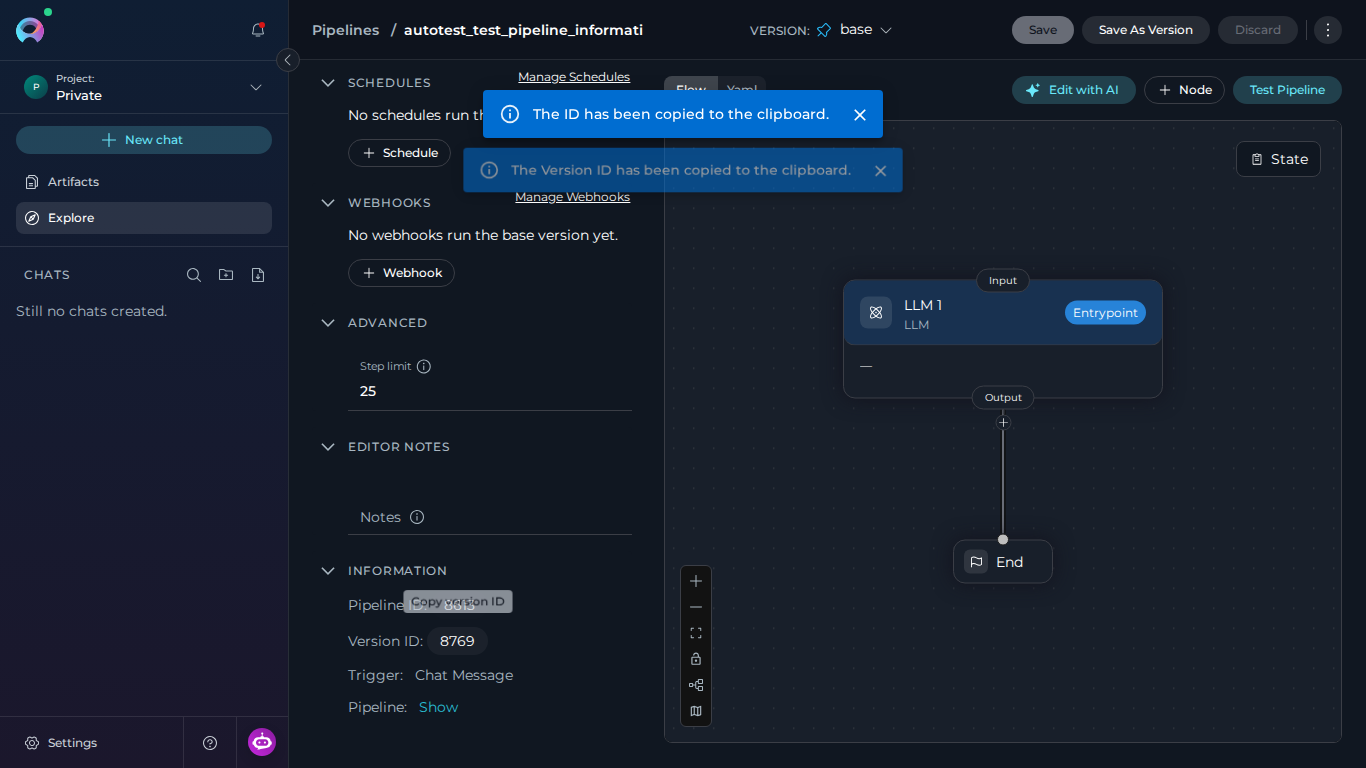 Pipelines / autotest_test_pipeline_informati
VERSION: base
Save
Save As Version
Discard
P
Project:
Private
New chat
Artifacts
Explore
CHATS
Still no chats created.
Settings
SCHEDULES
Manage Schedules
No schedules run th
Schedule
WEBHOOKS
Manage Webhooks
No webhooks run the base version yet.
Webhook
ADVANCED
Step limit
25
EDITOR NOTES
Notes
INFORMATION
Pipeline ID:
Copy version ID
Version ID: 8769
Trigger: Chat Message
Pipeline: Show
Flow
Yaml
Edit with AI
Node
Test Pipeline
The ID has been copied to the clipboard.
The Version ID has been copied to the clipboard.
State
Input
LLM 1
LLM
Entrypoint
—
Output
End